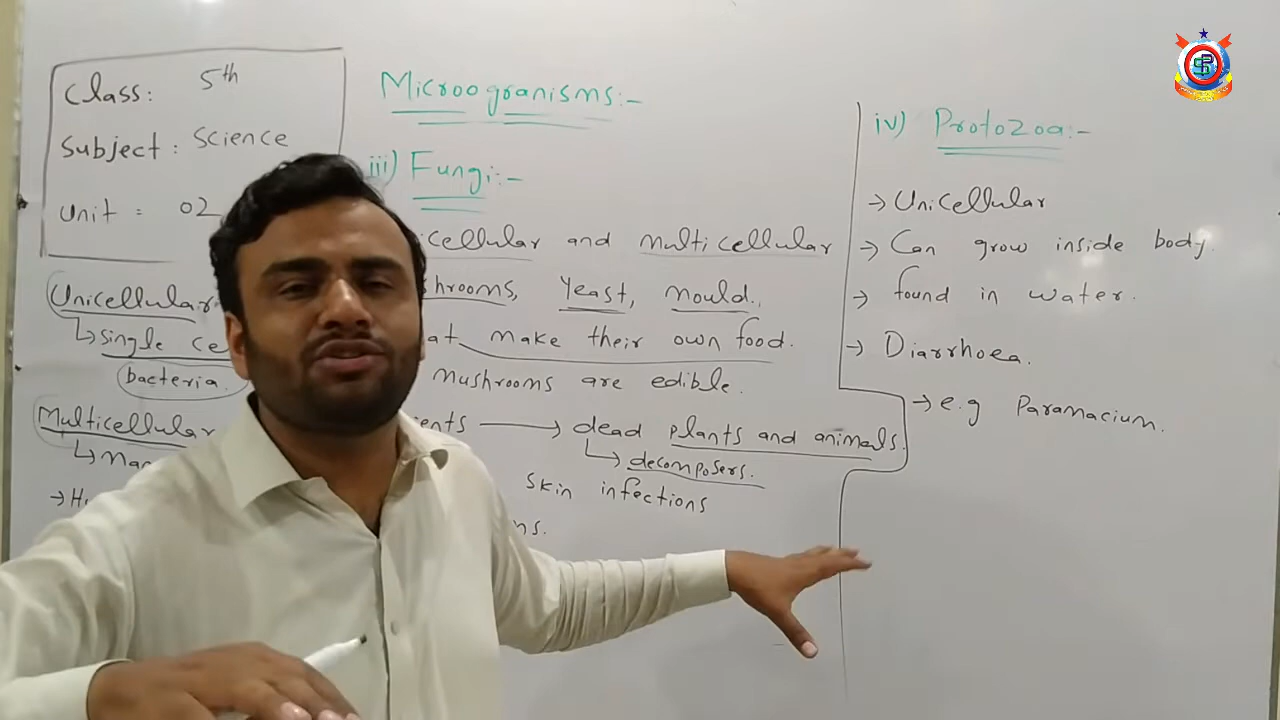 Class: 5th
Subject: Science
Unit: 02
Unicellular
single ce
bacteria.
Multicellular
Microogranisms:-
iii) Fungi:-
icellular and multicellular
hrooms, Yeast, Mould.
at make their own food.
mushrooms are edible.
ents → dead plants and animals.
decomposers.
Skin infections
ns.
iv) Protozoa:-
→ Unicellular
→ Can grow inside body.
→ found in water.
→ Diarrhoea.
→ e.g Paramacium.